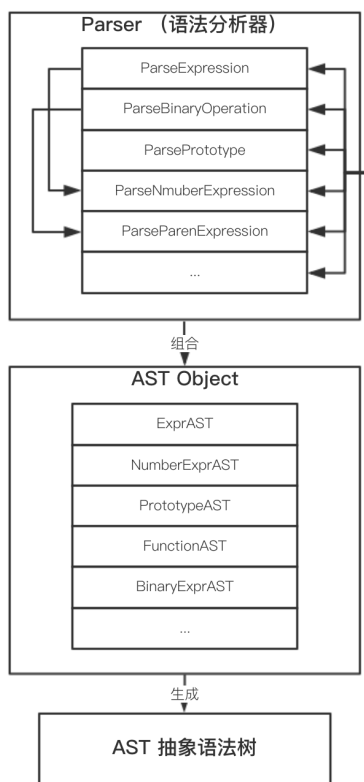 Parser （语法分析器）
ParseExpression
ParseBinaryOperation
ParsePrototype
ParseNmuberExpression
ParseParenExpression
...
组合
AST Object
ExprAST
NumberExprAST
PrototypeAST
FunctionAST
BinaryExprAST
...
生成
AST 抽象语法树